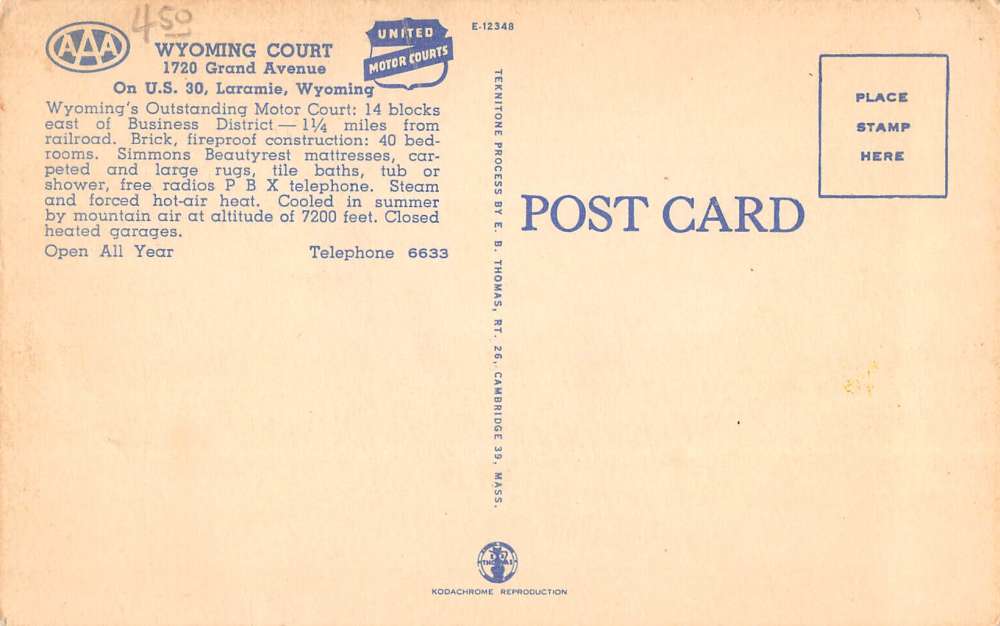 450
AAA
WYOMING COURT
1720 Grand Avenue
On U.S. 30, Laramie, Wyoming
UNITED
MOTOR COURTS
Wyoming's Outstanding Motor Court: 14 blocks
east of Business District — 1¼ miles from
railroad. Brick, fireproof construction: 40 bed-
rooms. Simmons Beautyrest mattresses, car-
peted and large rugs, tile baths, tub or
shower, free radios P B X telephone. Steam
and forced hot-air heat. Cooled in summer
by mountain air at altitude of 7200 feet. Closed
heated garages.
Open All Year Telephone 6633
E-12348
TEKNITONE PROCESS BY E. B. THOMAS, RT. 26, CAMBRIDGE 39, MASS.
PLACE
STAMP
HERE
POST CARD
THOMAS
KODACHROME REPRODUCTION